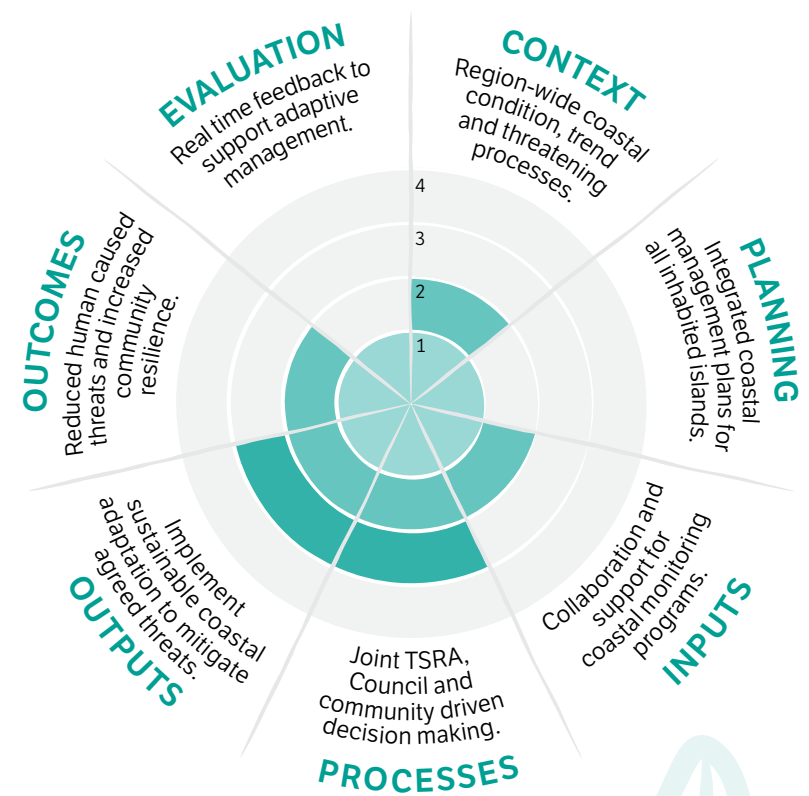 EVALUATION
Real time feedback to
support adaptive
management.
CONTEXT
Region-wide coastal
condition, trend
and threatening
processes.
PLANNING
Integrated coastal
management plans for
all inhabited islands.
INPUTS
Collaboration and
support for
coastal monitoring
programs.
PROCESSES
Joint TSRA,
Council and
community driven
decision making.
OUTPUTS
Implement
sustainable coastal
adaptation to mitigate
agreed threats.
OUTCOMES
Reduced human caused
threats and increased
community
resilience.
4
3
2
1